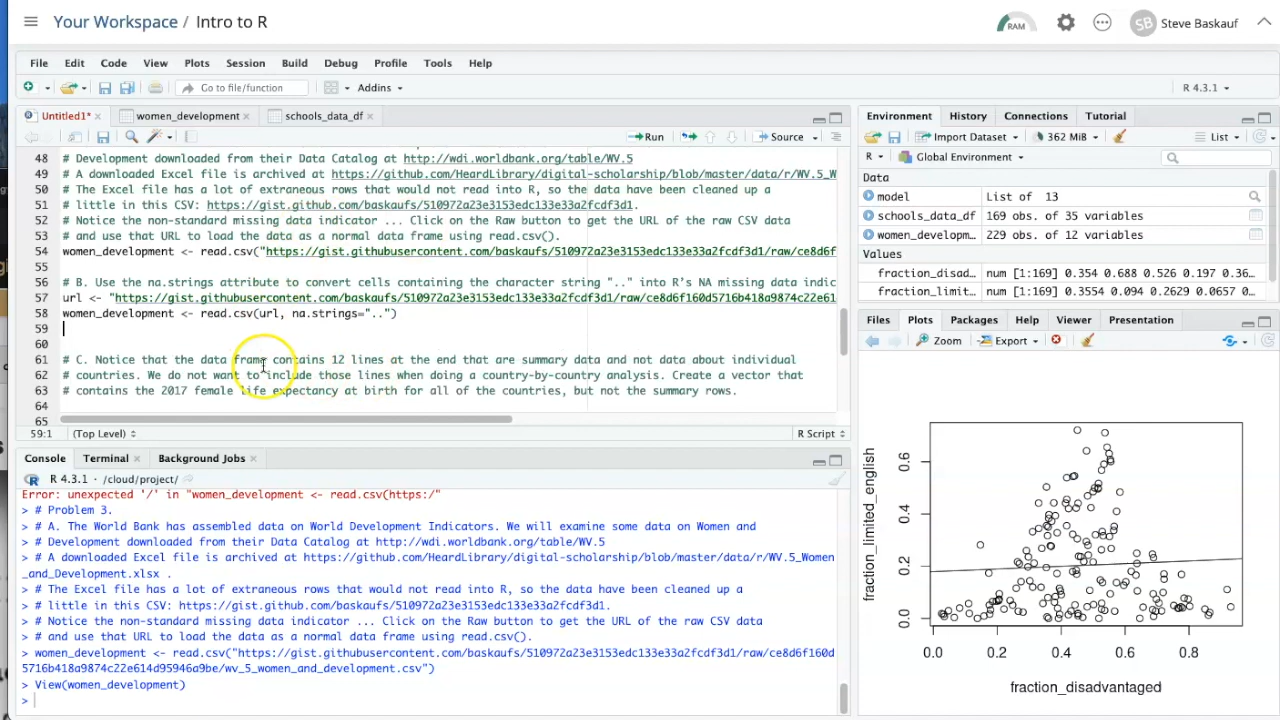 Your Workspace / Intro to R
RAM
SB Steve Baskauf
File Edit Code View Plots Session Build Debug Profile Tools Help
Go to file/function
Addins
R 4.3.1
Untitled1*
women_development
schools_data_df
Run
Source
48 # Development downloaded from their Data Catalog at http://wdi.worldbank.org/table/WV.5
49 # A downloaded Excel file is archived at https://github.com/HeardLibrary/digital-scholarship/blob/master/data/r/WV.5_W
50 # The Excel file has a lot of extraneous rows that would not read into R, so the data have been cleaned up a
51 # little in this CSV: https://gist.github.com/baskaufs/510972a23e3153edc133e33a2fcdf3d1.
52 # Notice the non-standard missing data indicator ... Click on the Raw button to get the URL of the raw CSV data
53 # and use that URL to load the data as a normal data frame using read.csv().
54 women_development <- read.csv("https://gist.githubusercontent.com/baskaufs/510972a23e3153edc133e33a2fcdf3d1/raw/ce8d6f
55
56 # B. Use the na.strings attribute to convert cells containing the character string ".." into R's NA missing data indic
57 url <- "https://gist.githubusercontent.com/baskaufs/510972a23e3153edc133e33a2fcdf3d1/raw/ce8d6f160d5716b418a9874c22e61
58 women_development <- read.csv(url, na.strings="..")
59
60
61 # C. Notice that the data frame contains 12 lines at the end that are summary data and not data about individual
62 # countries. We do not want to include those lines when doing a country-by-country analysis. Create a vector that
63 # contains the 2017 female life expectancy at birth for all of the countries, but not the summary rows.
64
65
59:1 (Top Level) R Script
Console Terminal Background Jobs
R 4.3.1 · /cloud/project/
Error: unexpected '/' in "women_development <- read.csv(https:/"
> # Problem 3.
> # A. The World Bank has assembled data on World Development Indicators. We will examine some data on Women and
> # Development downloaded from their Data Catalog at http://wdi.worldbank.org/table/WV.5
> # A downloaded Excel file is archived at https://github.com/HeardLibrary/digital-scholarship/blob/master/data/r/WV.5_Women
_and_Development.xlsx .
> # The Excel file has a lot of extraneous rows that would not read into R, so the data have been cleaned up a
> # little in this CSV: https://gist.github.com/baskaufs/510972a23e3153edc133e33a2fcdf3d1.
> # Notice the non-standard missing data indicator ... Click on the Raw button to get the URL of the raw CSV data
> # and use that URL to load the data as a normal data frame using read.csv().
> women_development <- read.csv("https://gist.githubusercontent.com/baskaufs/510972a23e3153edc133e33a2fcdf3d1/raw/ce8d6f160d
5716b418a9874c22e614d95946a9be/wv_5_women_and_development.csv")
> View(women_development)
>
Environment History Connections Tutorial
Import Dataset
362 MiB
List
R
Global Environment
Data
model List of 13
schools_data_df 169 obs. of 35 variables
women_developm… 229 obs. of 12 variables
Values
fraction_disad… num [1:169] 0.354 0.688 0.526 0.197 0.36…
fraction_limit… num [1:169] 0.3554 0.094 0.2629 0.0657 0…
Files Plots Packages Help Viewer Presentation
Zoom Export
fraction_limited_english
0.6
0.4
0.2
0.0
0.0 0.2 0.4 0.6 0.8
fraction_disadvantaged